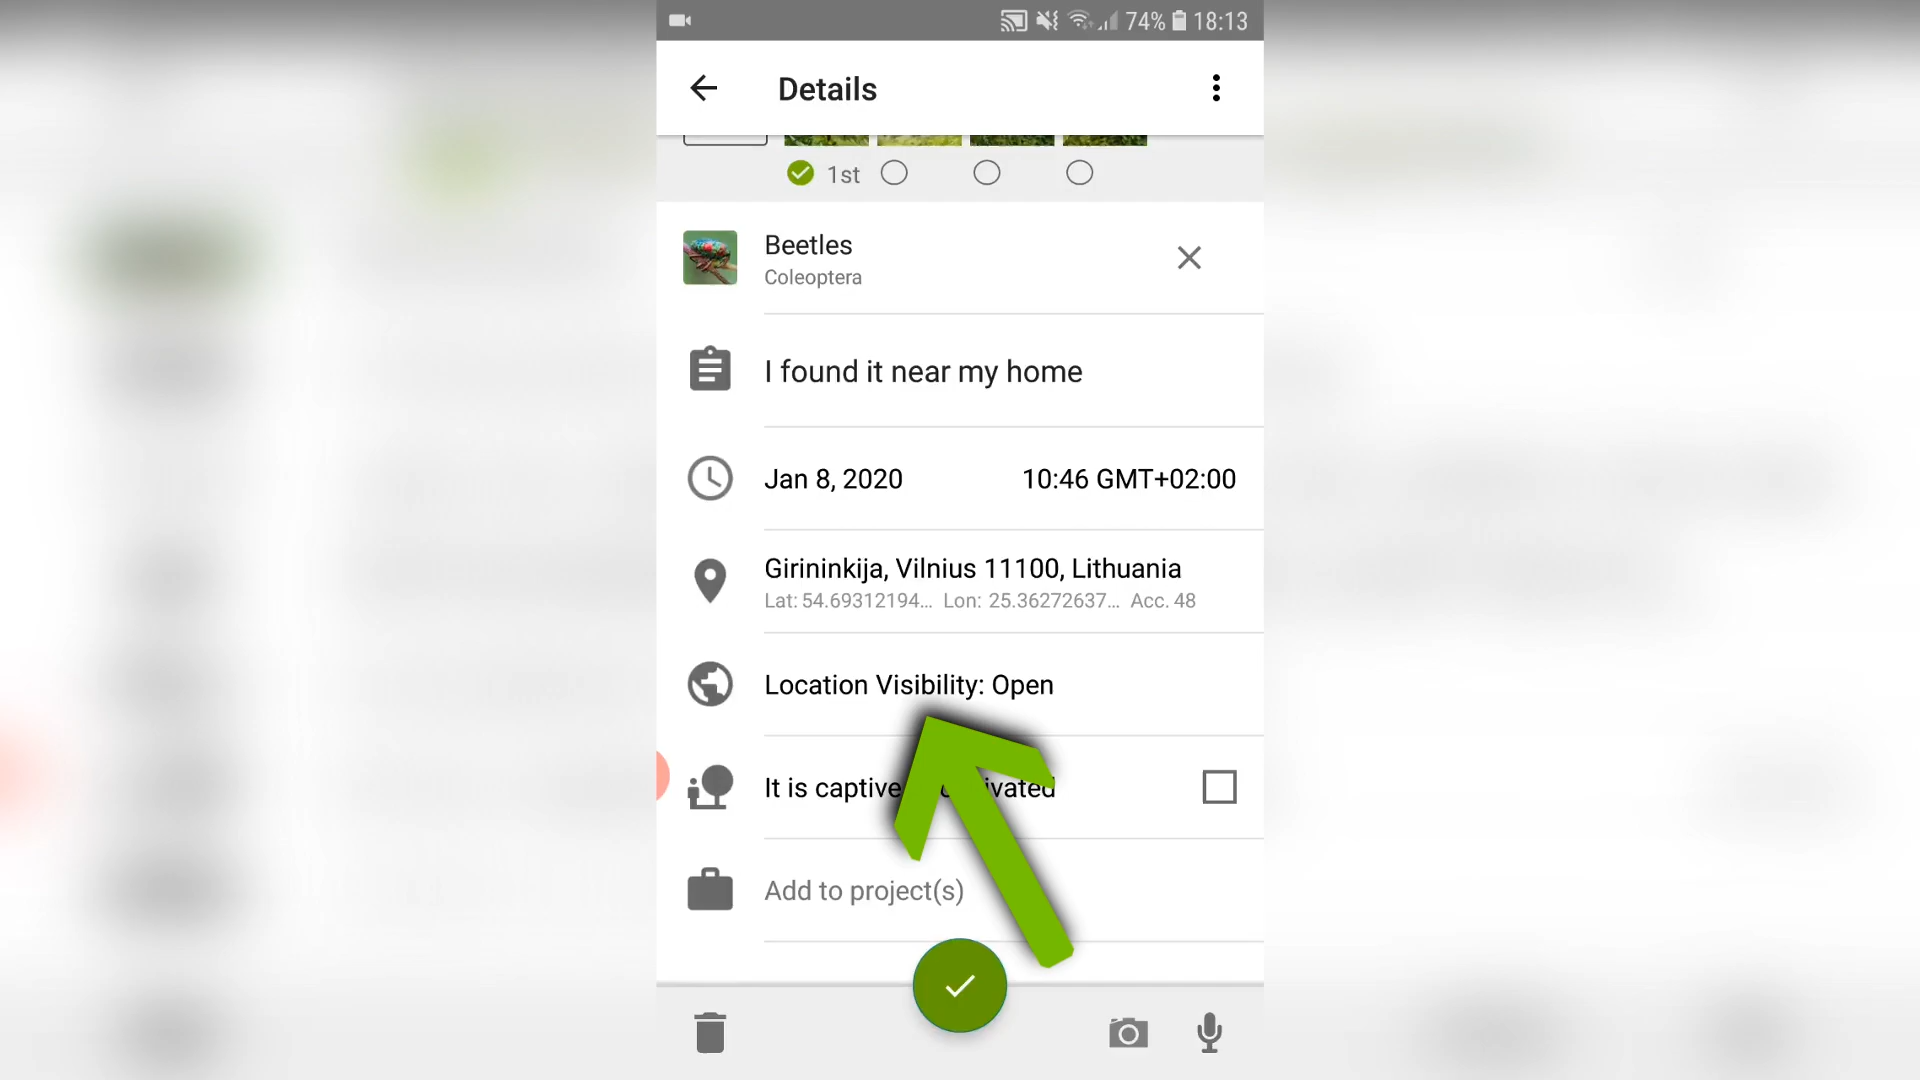 74% 18:13
Details
1st
Beetles
Coleoptera
I found it near my home
Jan 8, 2020 10:46 GMT+02:00
Girininkija, Vilnius 11100, Lithuania
Lat: 54.69312194... Lon: 25.36272637... Acc. 48
Location Visibility: Open
It is captive
Add to project(s)